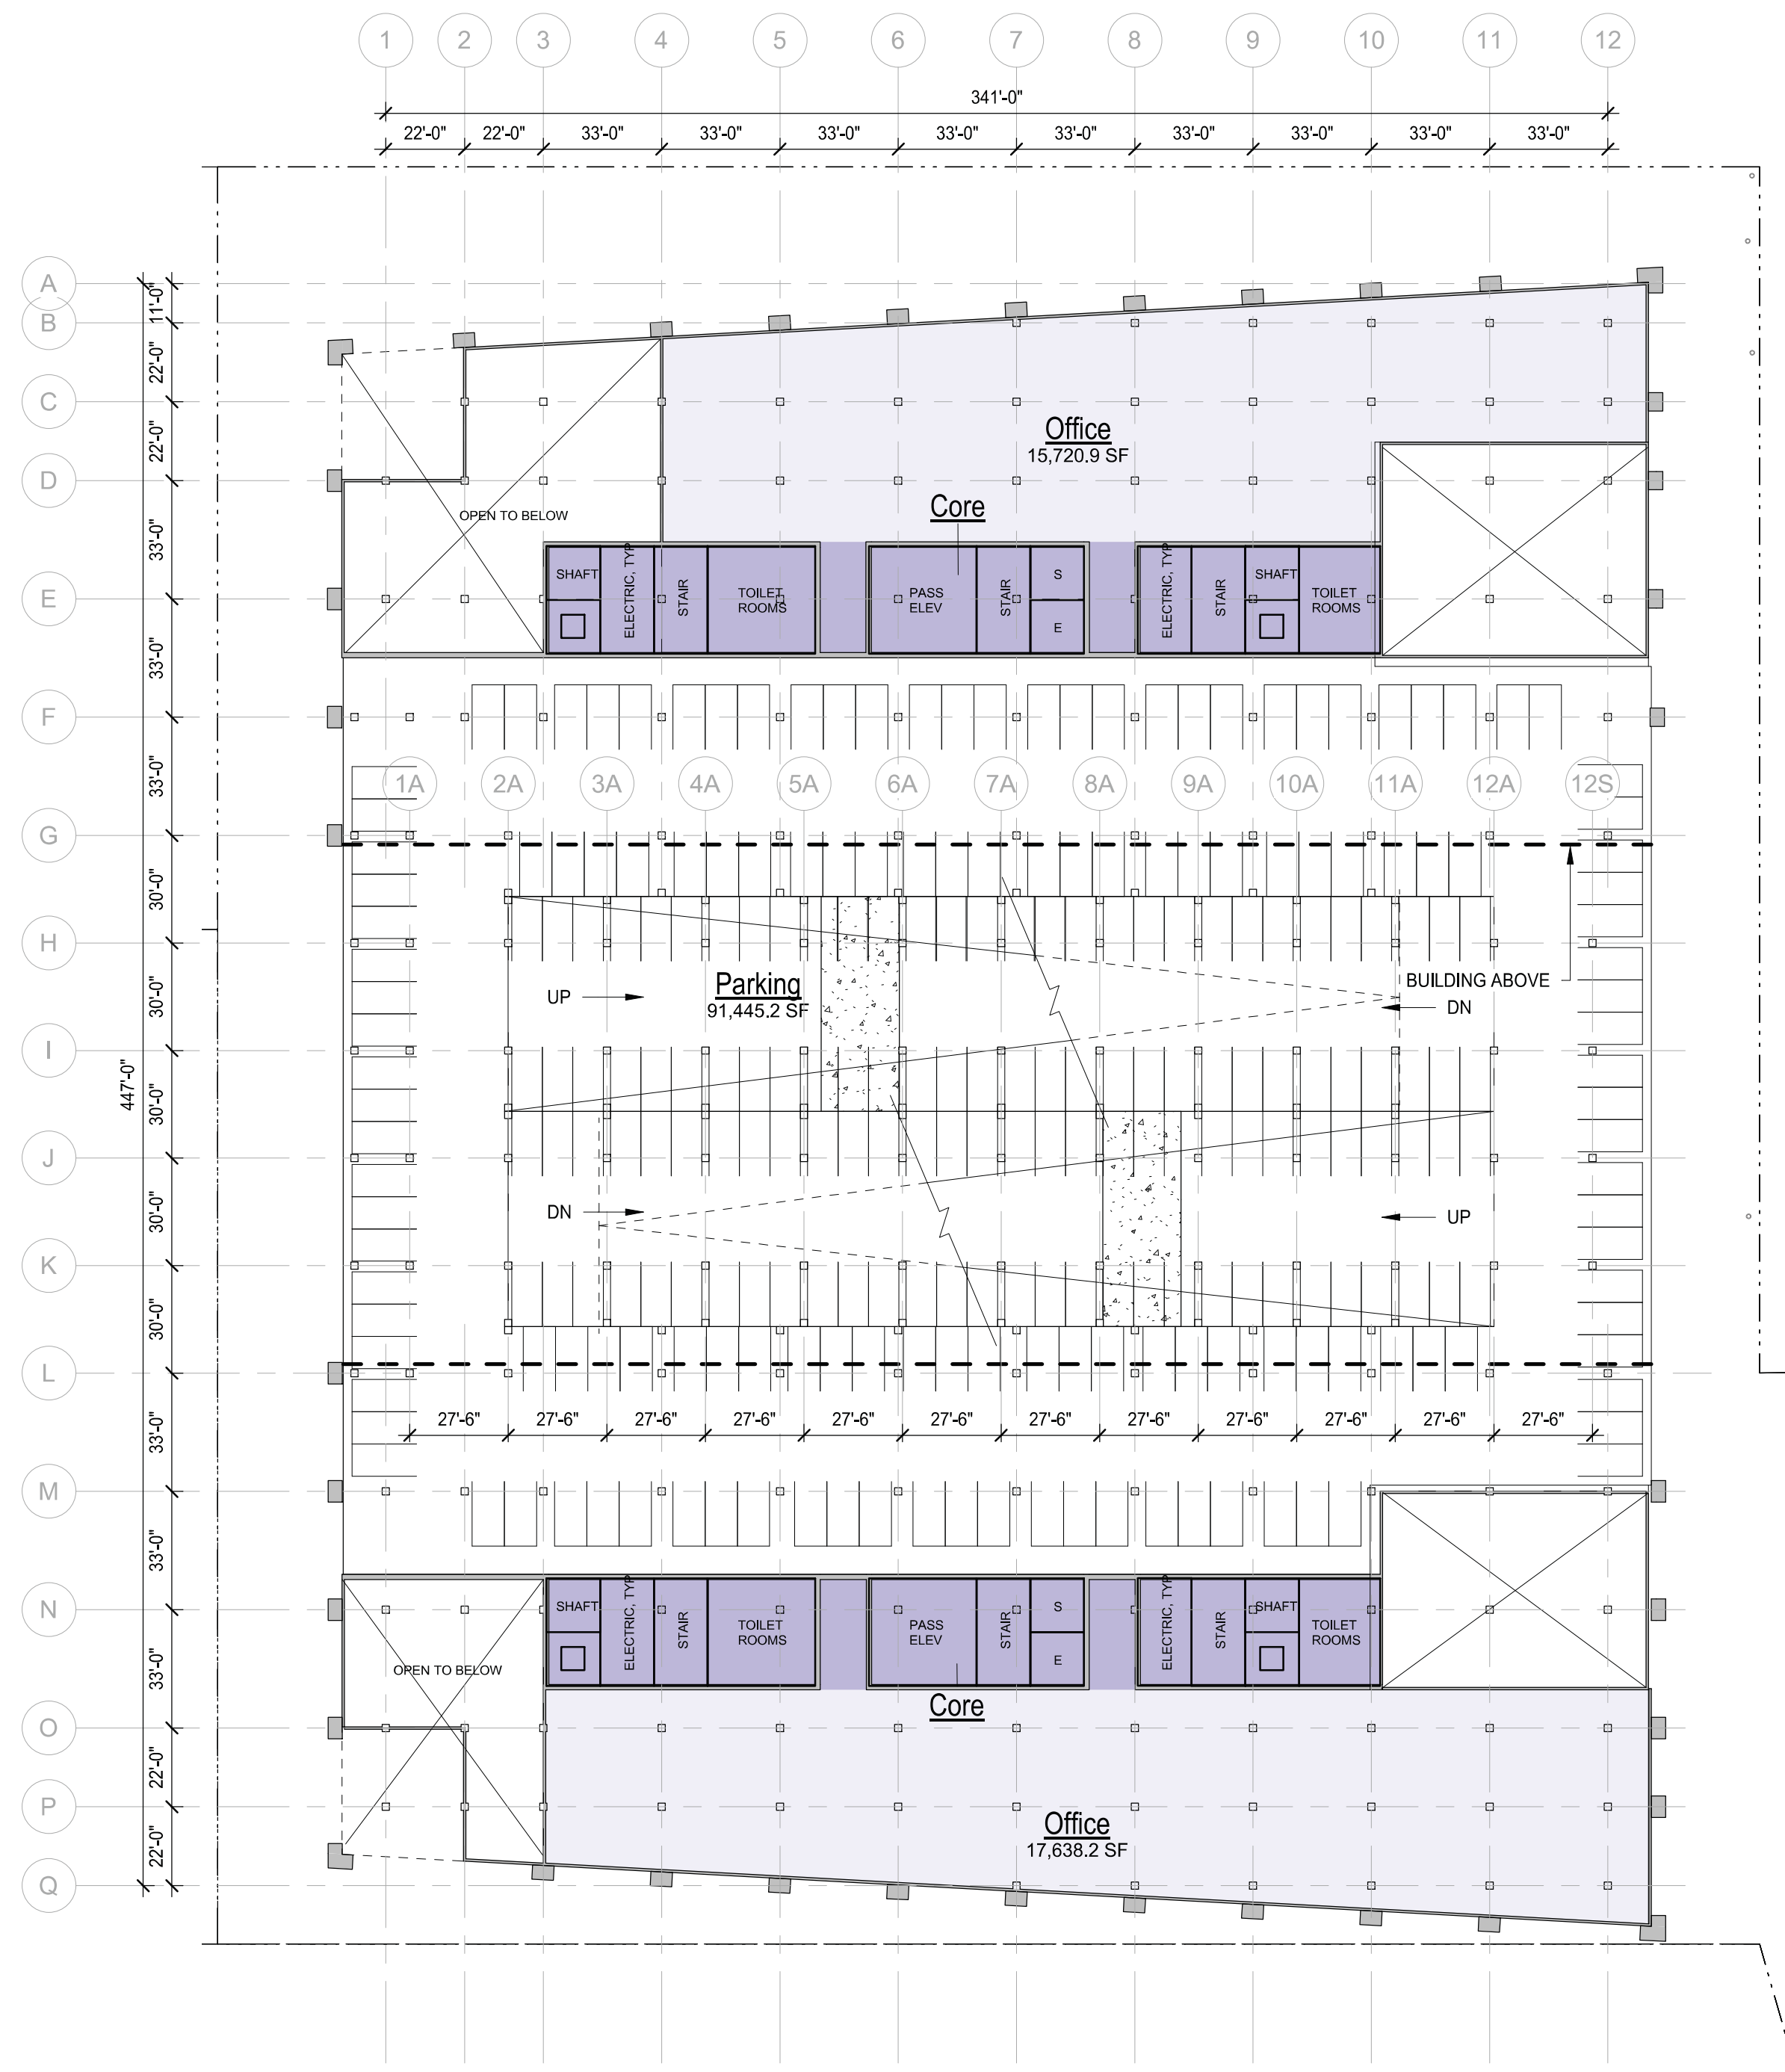 1 2 3 4 5 6 7 8 9 10 11 12
341'-0"
22'-0" 22'-0" 33'-0" 33'-0" 33'-0" 33'-0" 33'-0" 33'-0" 33'-0" 33'-0" 33'-0"
A
11'-0"
B
22'-0"
C
22'-0"
Office
15,720.9 SF
D
Core
OPEN TO BELOW
33'-0"
SHAFT
ELECTRIC, TYP
STAIR
TOILET
ROOMS
PASS
ELEV
STAIR
S
E
ELECTRIC, TYP
STAIR
SHAFT
TOILET
ROOMS
E
33'-0"
F
33'-0"
1A 2A 3A 4A 5A 6A 7A 8A 9A 10A 11A 12A 12S
G
30'-0"
H
Parking
91,445.2 SF
UP
BUILDING ABOVE
DN
30'-0"
I
447'-0"
30'-0"
J
30'-0"
DN
UP
K
30'-0"
L
27'-6" 27'-6" 27'-6" 27'-6" 27'-6" 27'-6" 27'-6" 27'-6" 27'-6" 27'-6" 27'-6" 27'-6"
33'-0"
M
33'-0"
N
SHAFT
ELECTRIC, TYP
STAIR
TOILET
ROOMS
PASS
ELEV
STAIR
S
E
ELECTRIC, TYP
STAIR
SHAFT
TOILET
ROOMS
OPEN TO BELOW
33'-0"
Core
O
22'-0"
P
Office
17,638.2 SF
22'-0"
Q